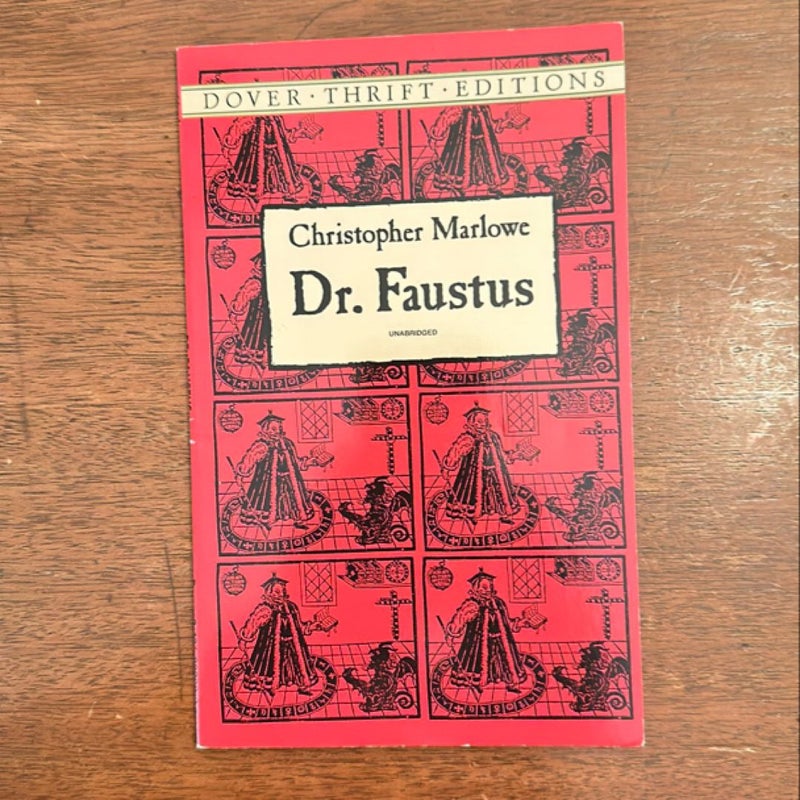 DOVER · THRIFT · EDITIONS
Christopher Marlowe
Dr. Faustus
UNABRIDGED